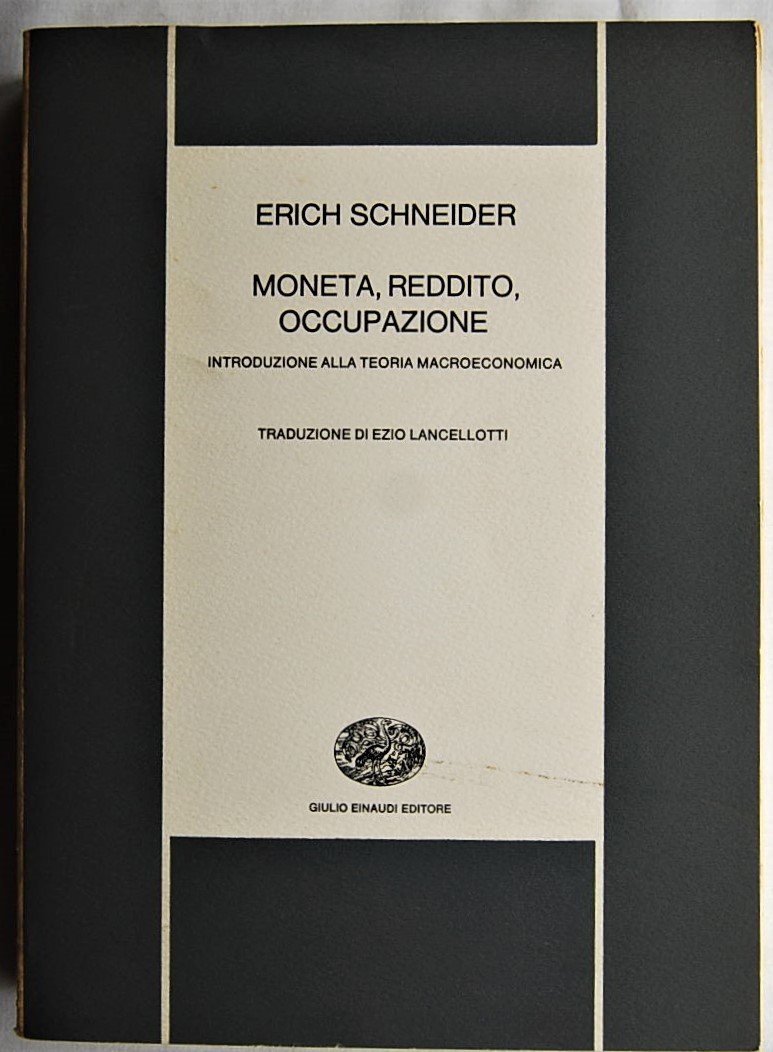 ERICH SCHNEIDER
MONETA, REDDITO,
OCCUPAZIONE
INTRODUZIONE ALLA TEORIA MACROECONOMICA
TRADUZIONE DI EZIO LANCELLOTTI
GIULIO EINAUDI EDITORE